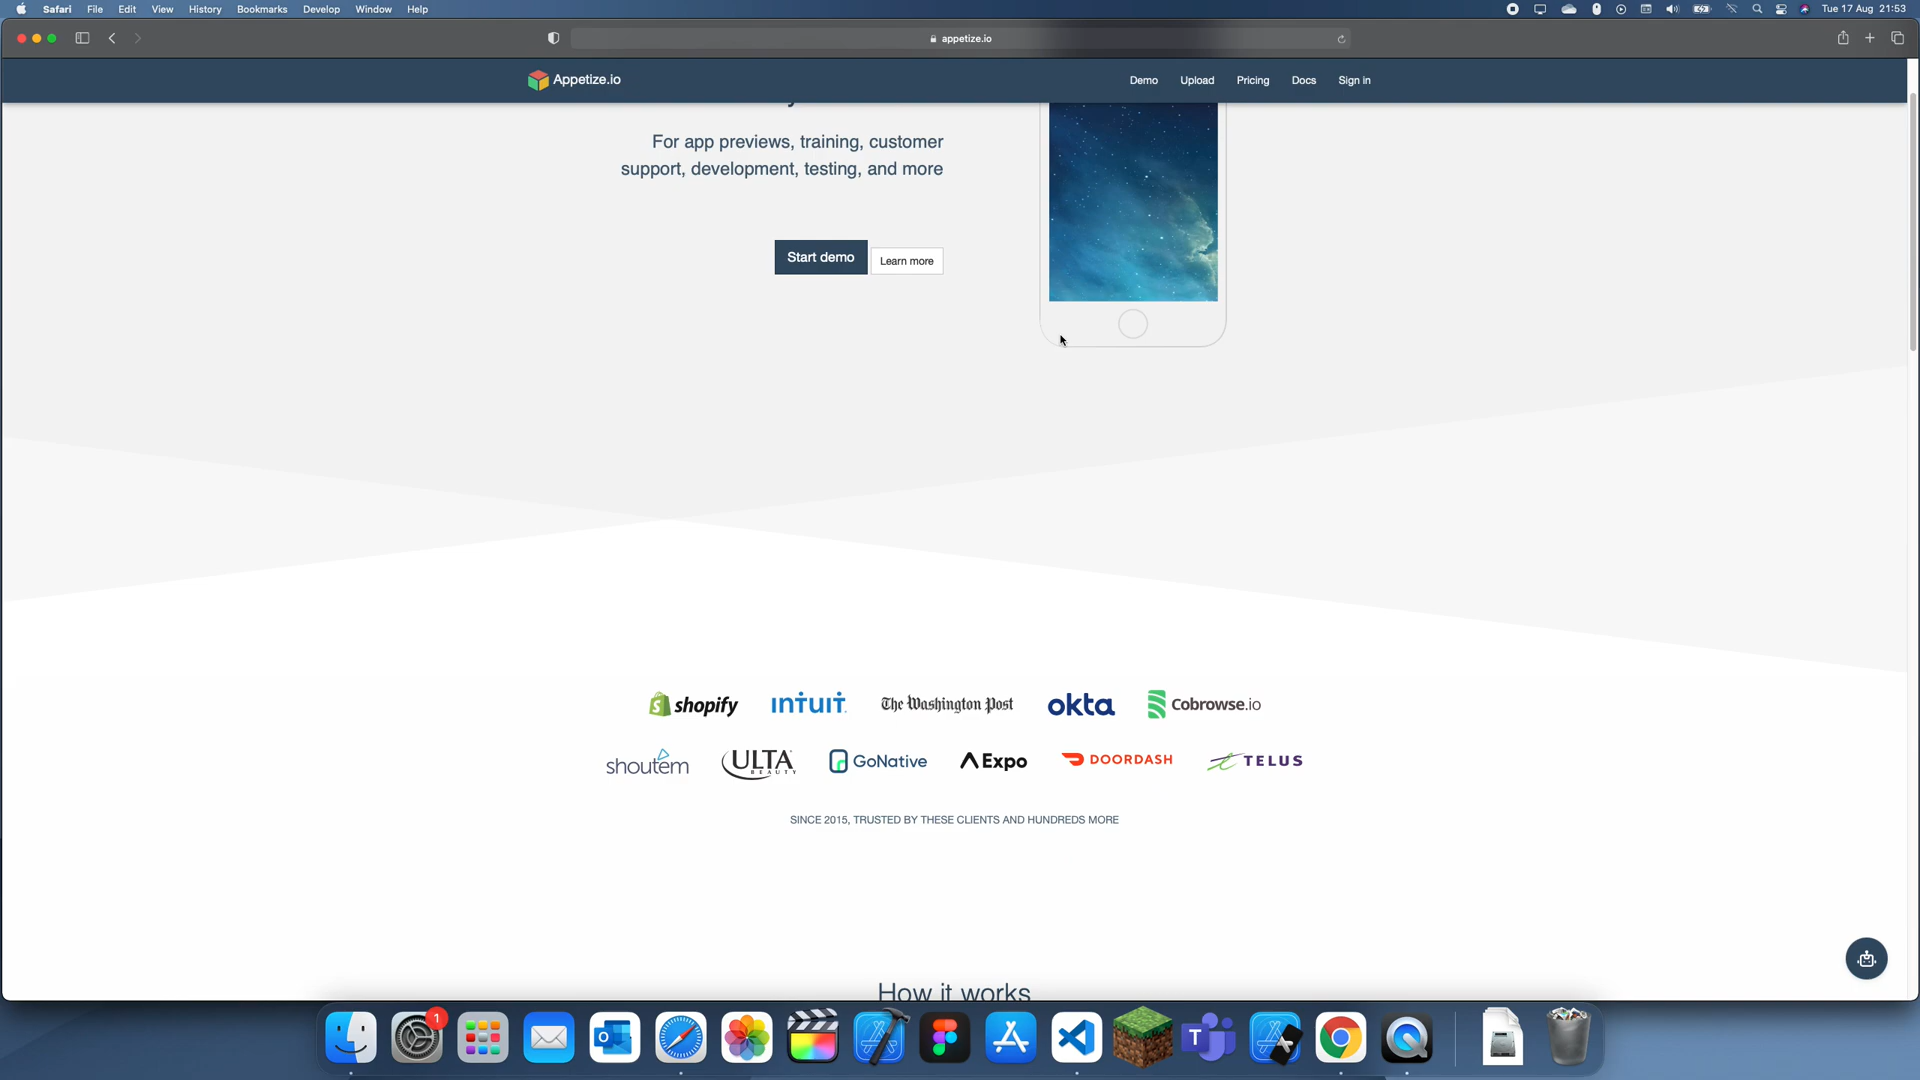 Safari File Edit View History Bookmarks Develop Window Help Tue 17 Aug 21:53
appetize.io
Appetize.io Demo Upload Pricing Docs Sign in
For app previews, training, customer
support, development, testing, and more
Start demo Learn more
shopify INTUIT The Washington Post okta Cobrowse.io
shoutem ULTA BEAUTY GoNative Expo DOORDASH TELUS
SINCE 2015, TRUSTED BY THESE CLIENTS AND HUNDREDS MORE
How it works
1